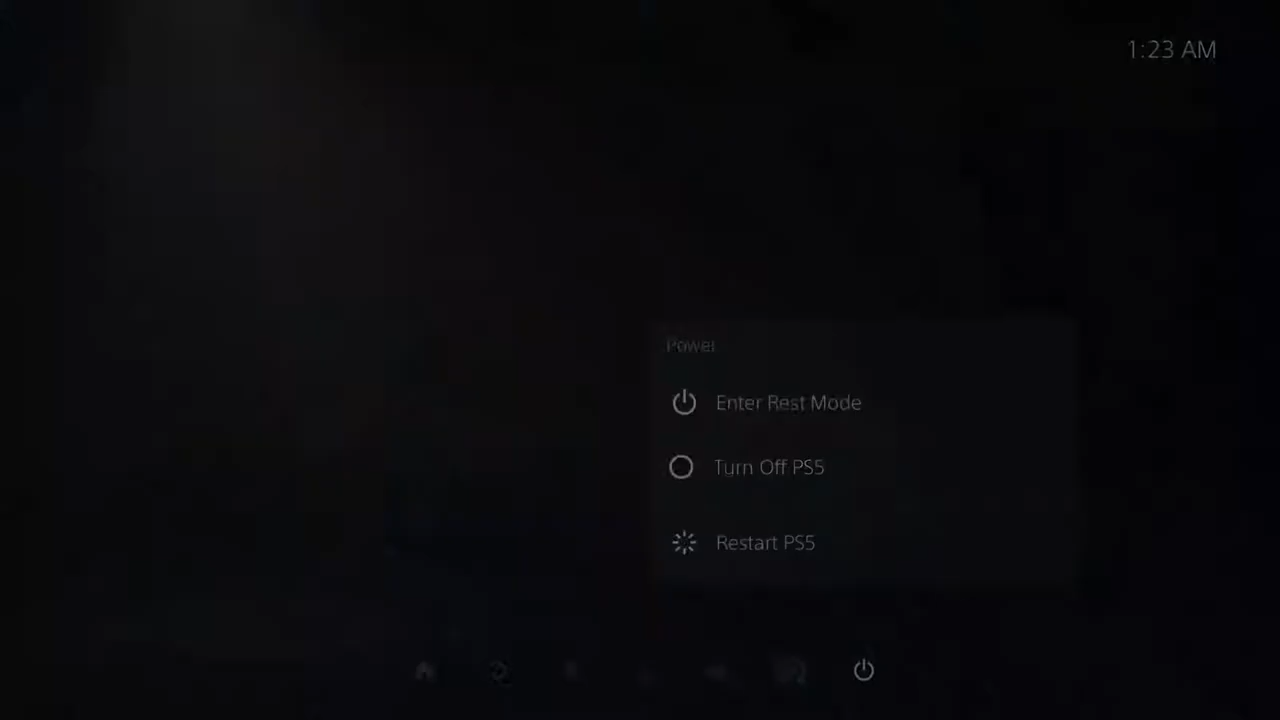 1:23 AM
Power
Enter Rest Mode
Turn Off PS5
Restart PS5